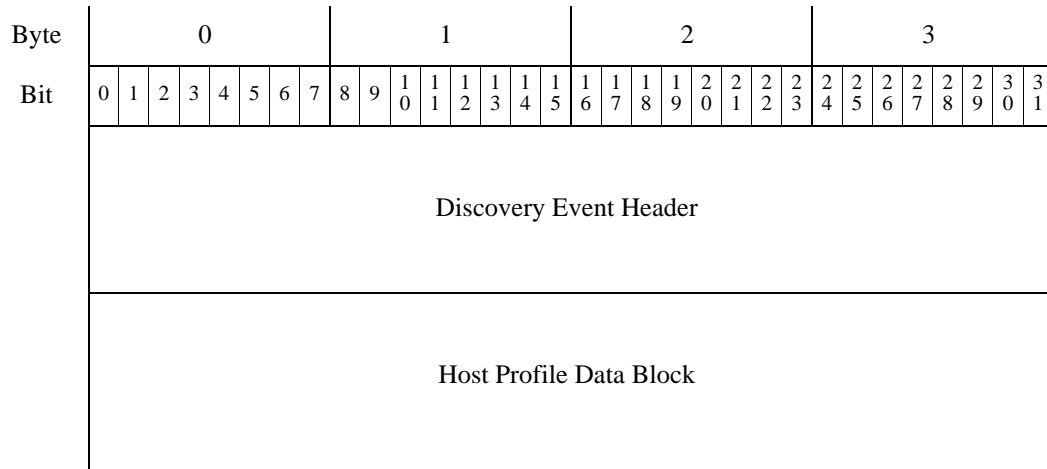 Byte 0 1 2 3
Bit 0 1 2 3 4 5 6 7 8 9 10 11 12 13 14 15 16 17 18 19 20 21 22 23 24 25 26 27 28 29 30 31
Discovery Event Header
Host Profile Data Block